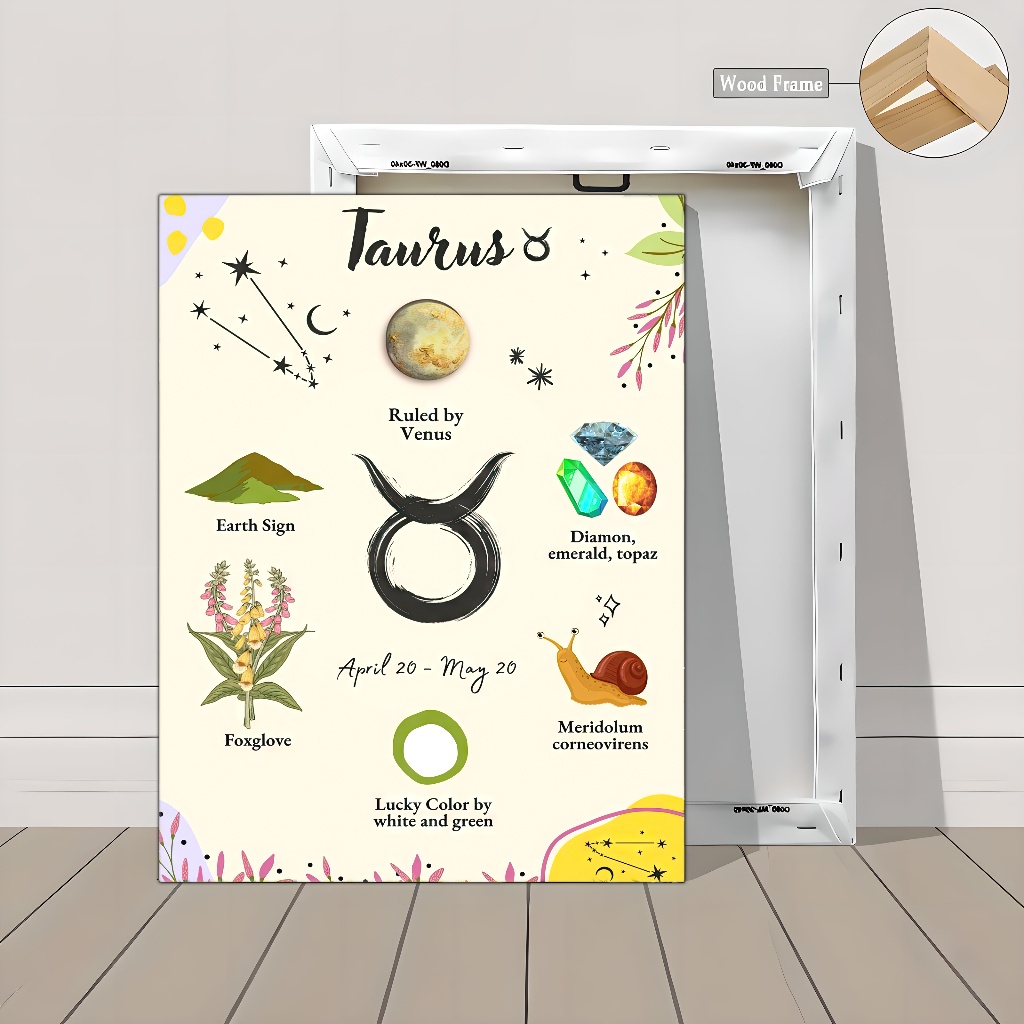 Wood Frame
Taurus
Ruled by
Venus
Earth Sign
Diamon,
emerald, topaz
April 20 - May 20
Foxglove
Meridolum
corneovirens
Lucky Color by
white and green